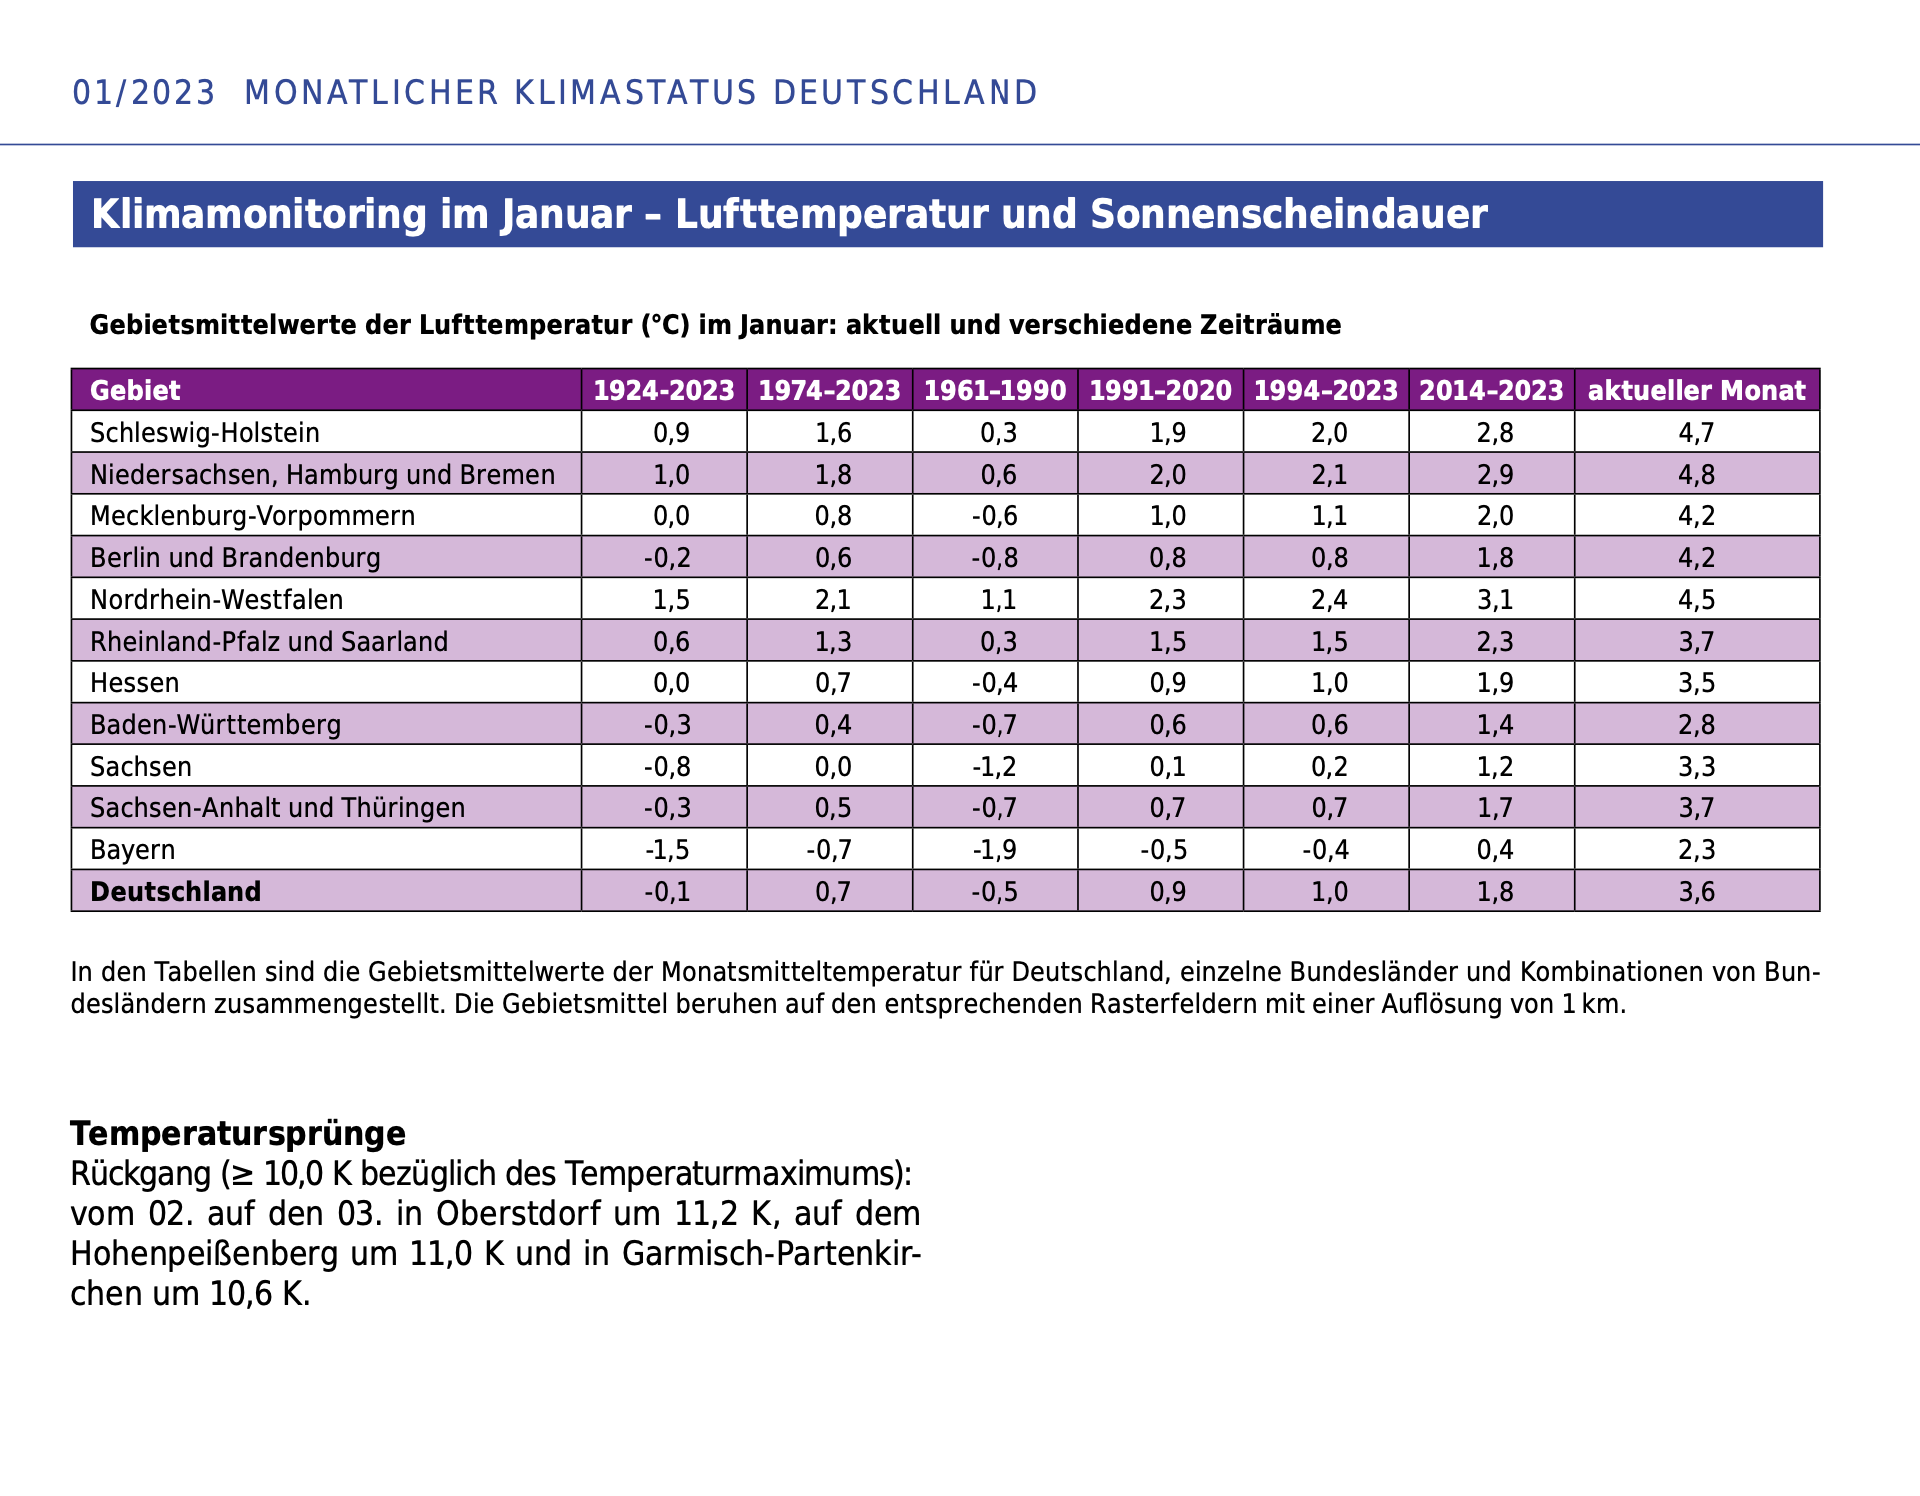 01/2023 MONATLICHER KLIMASTATUS DEUTSCHLAND
Klimamonitoring im Januar – Lufttemperatur und Sonnenscheindauer
Gebietsmittelwerte der Lufttemperatur (°C) im Januar: aktuell und verschiedene Zeiträume
Gebiet 1924-2023 1974–2023 1961–1990 1991–2020 1994–2023 2014–2023 aktueller Monat
Schleswig-Holstein 0,9 1,6 0,3 1,9 2,0 2,8 4,7
Niedersachsen, Hamburg und Bremen 1,0 1,8 0,6 2,0 2,1 2,9 4,8
Mecklenburg-Vorpommern 0,0 0,8 -0,6 1,0 1,1 2,0 4,2
Berlin und Brandenburg -0,2 0,6 -0,8 0,8 0,8 1,8 4,2
Nordrhein-Westfalen 1,5 2,1 1,1 2,3 2,4 3,1 4,5
Rheinland-Pfalz und Saarland 0,6 1,3 0,3 1,5 1,5 2,3 3,7
Hessen 0,0 0,7 -0,4 0,9 1,0 1,9 3,5
Baden-Württemberg -0,3 0,4 -0,7 0,6 0,6 1,4 2,8
Sachsen -0,8 0,0 -1,2 0,1 0,2 1,2 3,3
Sachsen-Anhalt und Thüringen -0,3 0,5 -0,7 0,7 0,7 1,7 3,7
Bayern -1,5 -0,7 -1,9 -0,5 -0,4 0,4 2,3
Deutschland -0,1 0,7 -0,5 0,9 1,0 1,8 3,6
In den Tabellen sind die Gebietsmittelwerte der Monatsmitteltemperatur für Deutschland, einzelne Bundesländer und Kombinationen von Bun-
desländern zusammengestellt. Die Gebietsmittel beruhen auf den entsprechenden Rasterfeldern mit einer Auflösung von 1 km.
Temperatursprünge
Rückgang (≥ 10,0 K bezüglich des Temperaturmaximums):
vom 02. auf den 03. in Oberstdorf um 11,2 K, auf dem
Hohenpeißenberg um 11,0 K und in Garmisch-Partenkir-
chen um 10,6 K.